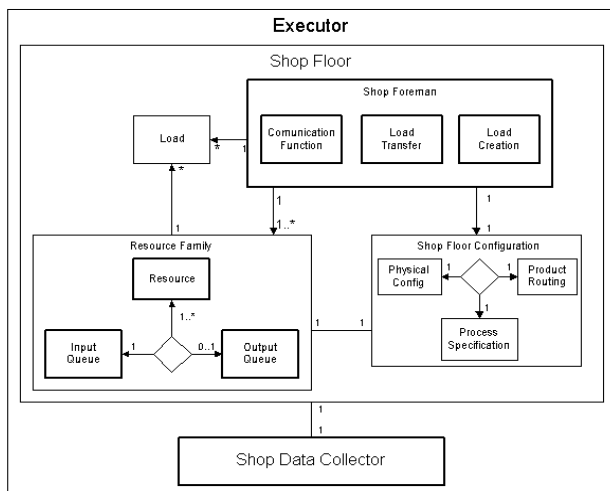 Executor
Shop Floor
Shop Foreman
Comunication
Function
Load
Transfer
Load
Creation
Load
*
1
*
1
1
1..*
1
1
Resource Family
Resource
1..*
Input
Queue
1
0..1
Output
Queue
1
1
Shop Floor Configuration
Physical
Config
1
1
Product
Routing
1
Process
Specification
1
1
Shop Data Collector